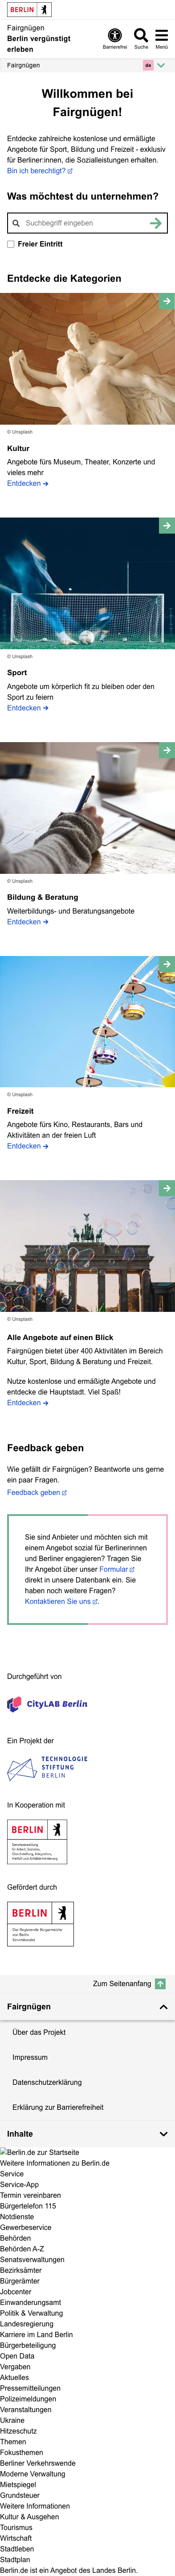 BERLIN
Fairgnügen
Berlin vergünstigt
erleben
Barrierefrei Suche Menü
Fairgnügen de
Willkommen bei
Fairgnügen!
Entdecke zahlreiche kostenlose und ermäßigte
Angebote für Sport, Bildung und Freizeit - exklusiv
für Berliner:innen, die Sozialleistungen erhalten.
Bin ich berechtigt?
Was möchtest du unternehmen?
Suchbegriff eingeben
Freier Eintritt
Entdecke die Kategorien
© Unsplash
Kultur
Angebote fürs Museum, Theater, Konzerte und
vieles mehr
Entdecken
© Unsplash
Sport
Angebote um körperlich fit zu bleiben oder den
Sport zu feiern
Entdecken
© Unsplash
Bildung & Beratung
Weiterbildungs- und Beratungsangebote
Entdecken
© Unsplash
Freizeit
Angebote fürs Kino, Restaurants, Bars und
Aktivitäten an der freien Luft
Entdecken
© Unsplash
Alle Angebote auf einen Blick
Fairgnügen bietet über 400 Aktivitäten im Bereich
Kultur, Sport, Bildung & Beratung und Freizeit.
Nutze kostenlose und ermäßigte Angebote und
entdecke die Hauptstadt. Viel Spaß!
Entdecken
Feedback geben
Wie gefällt dir Fairgnügen? Beantworte uns gerne
ein paar Fragen.
Feedback geben
Sie sind Anbieter und möchten sich mit
einem Angebot sozial für Berlinerinnen
und Berliner engagieren? Tragen Sie
Ihr Angebot über unser Formular
direkt in unsere Datenbank ein. Sie
haben noch weitere Fragen?
Kontaktieren Sie uns.
Durchgeführt von
CityLAB Berlin
Ein Projekt der
TECHNOLOGIE
STIFTUNG
BERLIN
In Kooperation mit
BERLIN
Senatsverwaltung
für Arbeit, Soziales,
Gleichstellung, Integration,
Vielfalt und Antidiskriminierung
Gefördert durch
BERLIN
Der Regierende Bürgermeister
von Berlin
Senatskanzlei
Zum Seitenanfang
Fairgnügen
Über das Projekt
Impressum
Datenschutzerklärung
Erklärung zur Barrierefreiheit
Inhalte
Berlin.de zur Startseite
Weitere Informationen zu Berlin.de
Service
Service-App
Termin vereinbaren
Bürgertelefon 115
Notdienste
Gewerbeservice
Behörden
Behörden A-Z
Senatsverwaltungen
Bezirksämter
Bürgerämter
Jobcenter
Einwanderungsamt
Politik & Verwaltung
Landesregierung
Karriere im Land Berlin
Bürgerbeteiligung
Open Data
Vergaben
Aktuelles
Pressemitteilungen
Polizeimeldungen
Veranstaltungen
Ukraine
Hitzeschutz
Themen
Fokusthemen
Berliner Verkehrswende
Moderne Verwaltung
Mietspiegel
Grundsteuer
Weitere Informationen
Kultur & Ausgehen
Tourismus
Wirtschaft
Stadtleben
Stadtplan
Berlin.de ist ein Angebot des Landes Berlin.